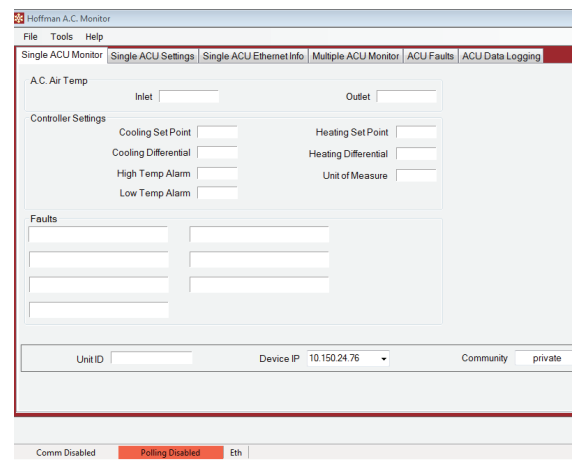 Hoffman A.C. Monitor
File Tools Help
Single ACU Monitor Single ACU Settings Single ACU Ethernet Info Multiple ACU Monitor ACU Faults ACU Data Logging
A.C. Air Temp
Inlet Outlet
Controller Settings
Cooling Set Point Heating Set Point
Cooling Differential Heating Differential
High Temp Alarm Unit of Measure
Low Temp Alarm
Faults
Unit ID Device IP 10.150.24.76 Community private
Comm Disabled Polling Disabled Eth